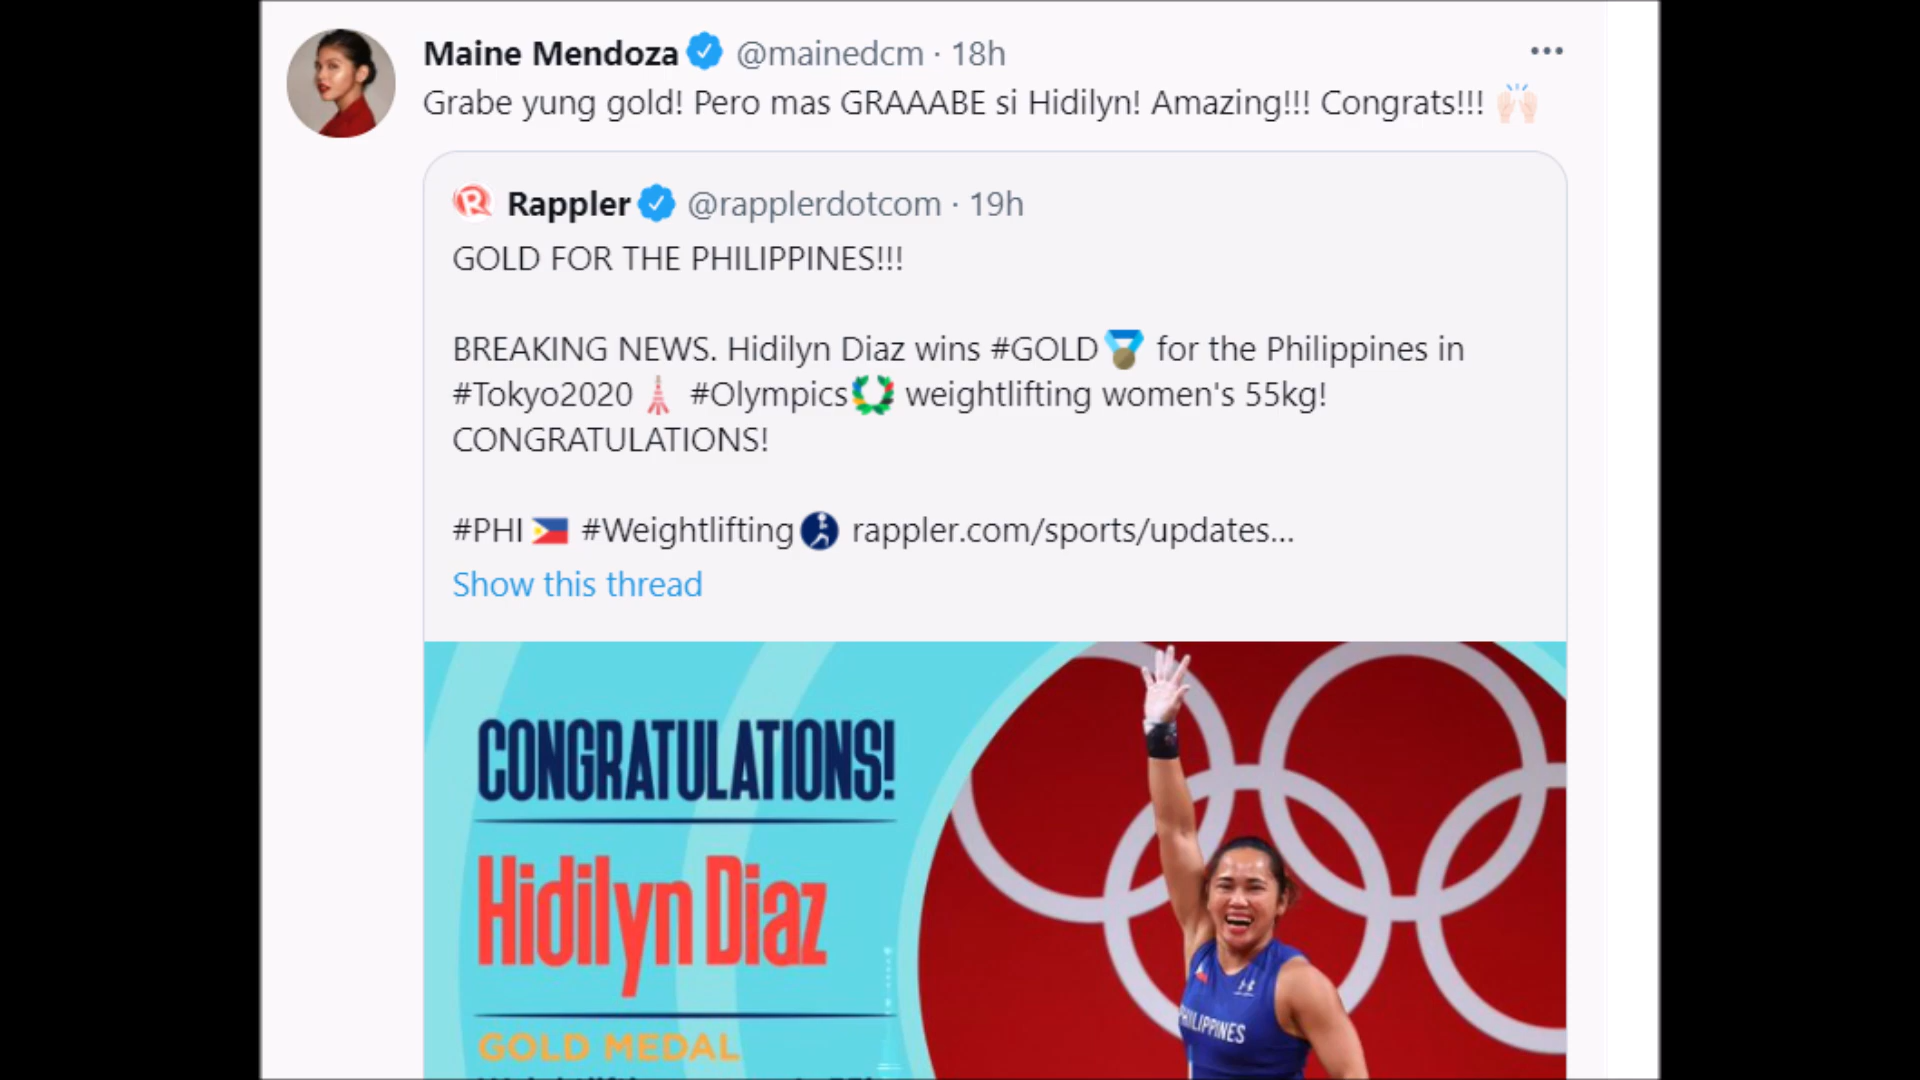 Maine Mendoza @mainedcm · 18h
Grabe yung gold! Pero mas GRAAABE si Hidilyn! Amazing!!! Congrats!!! 🙌🏻
Rappler @rapplerdotcom · 19h
GOLD FOR THE PHILIPPINES!!!
BREAKING NEWS. Hidilyn Diaz wins #GOLD🏅 for the Philippines in
#Tokyo2020 #Olympics weightlifting women's 55kg!
CONGRATULATIONS!
#PHI🇵🇭 #Weightlifting rappler.com/sports/updates...
Show this thread
CONGRATULATIONS!
Hidilyn Diaz
GOLD MEDAL
PHILIPPINES